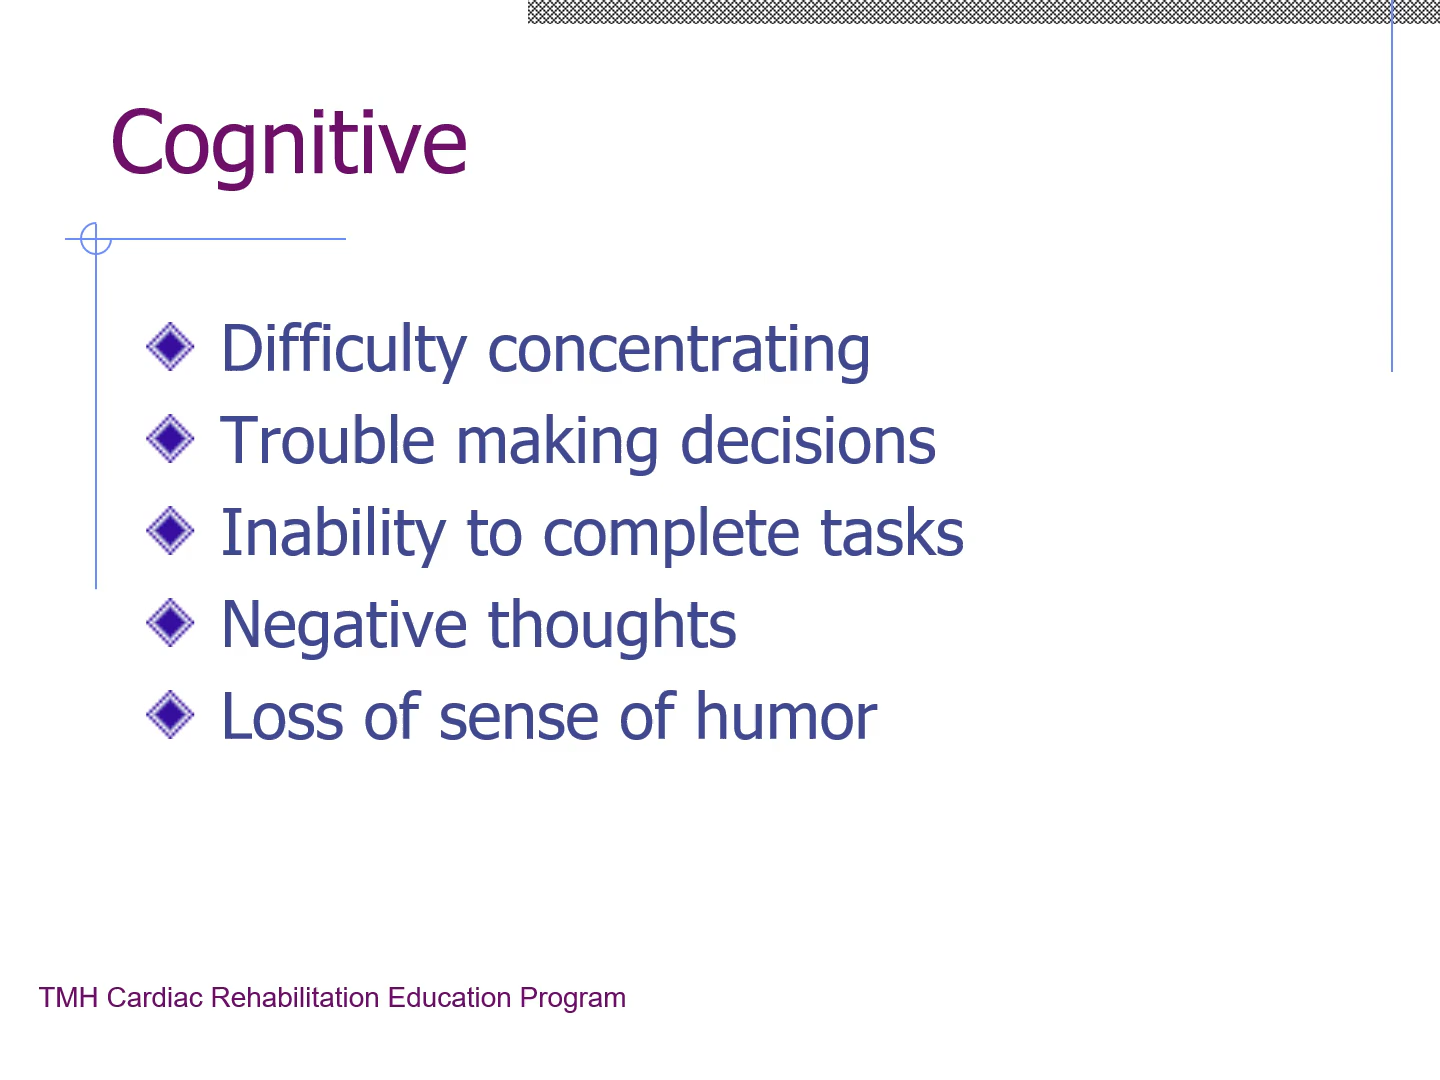 Cognitive
Difficulty concentrating
Trouble making decisions
Inability to complete tasks
Negative thoughts
Loss of sense of humor
TMH Cardiac Rehabilitation Education Program